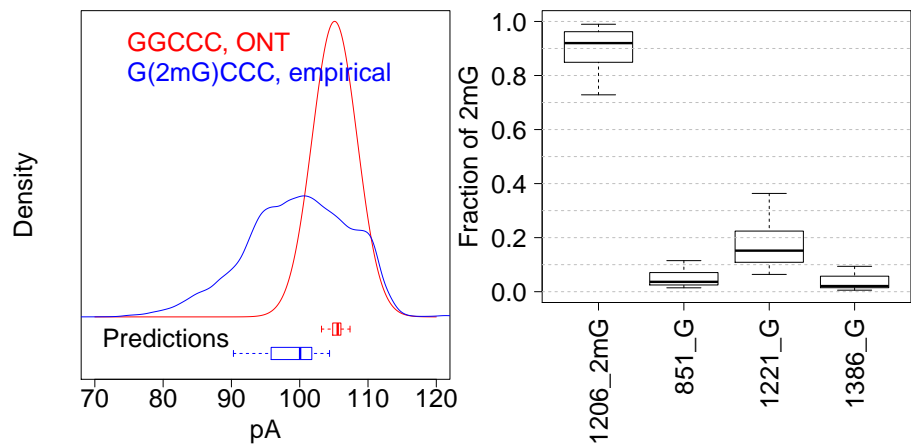 GGCCC, ONT
G(2mG)CCC, empirical
Density
Predictions
70 80 90 100 110 120
pA
Fraction of 2mG
1.0
0.8
0.6
0.4
0.2
0.0
1206_2mG
851_G
1221_G
1386_G